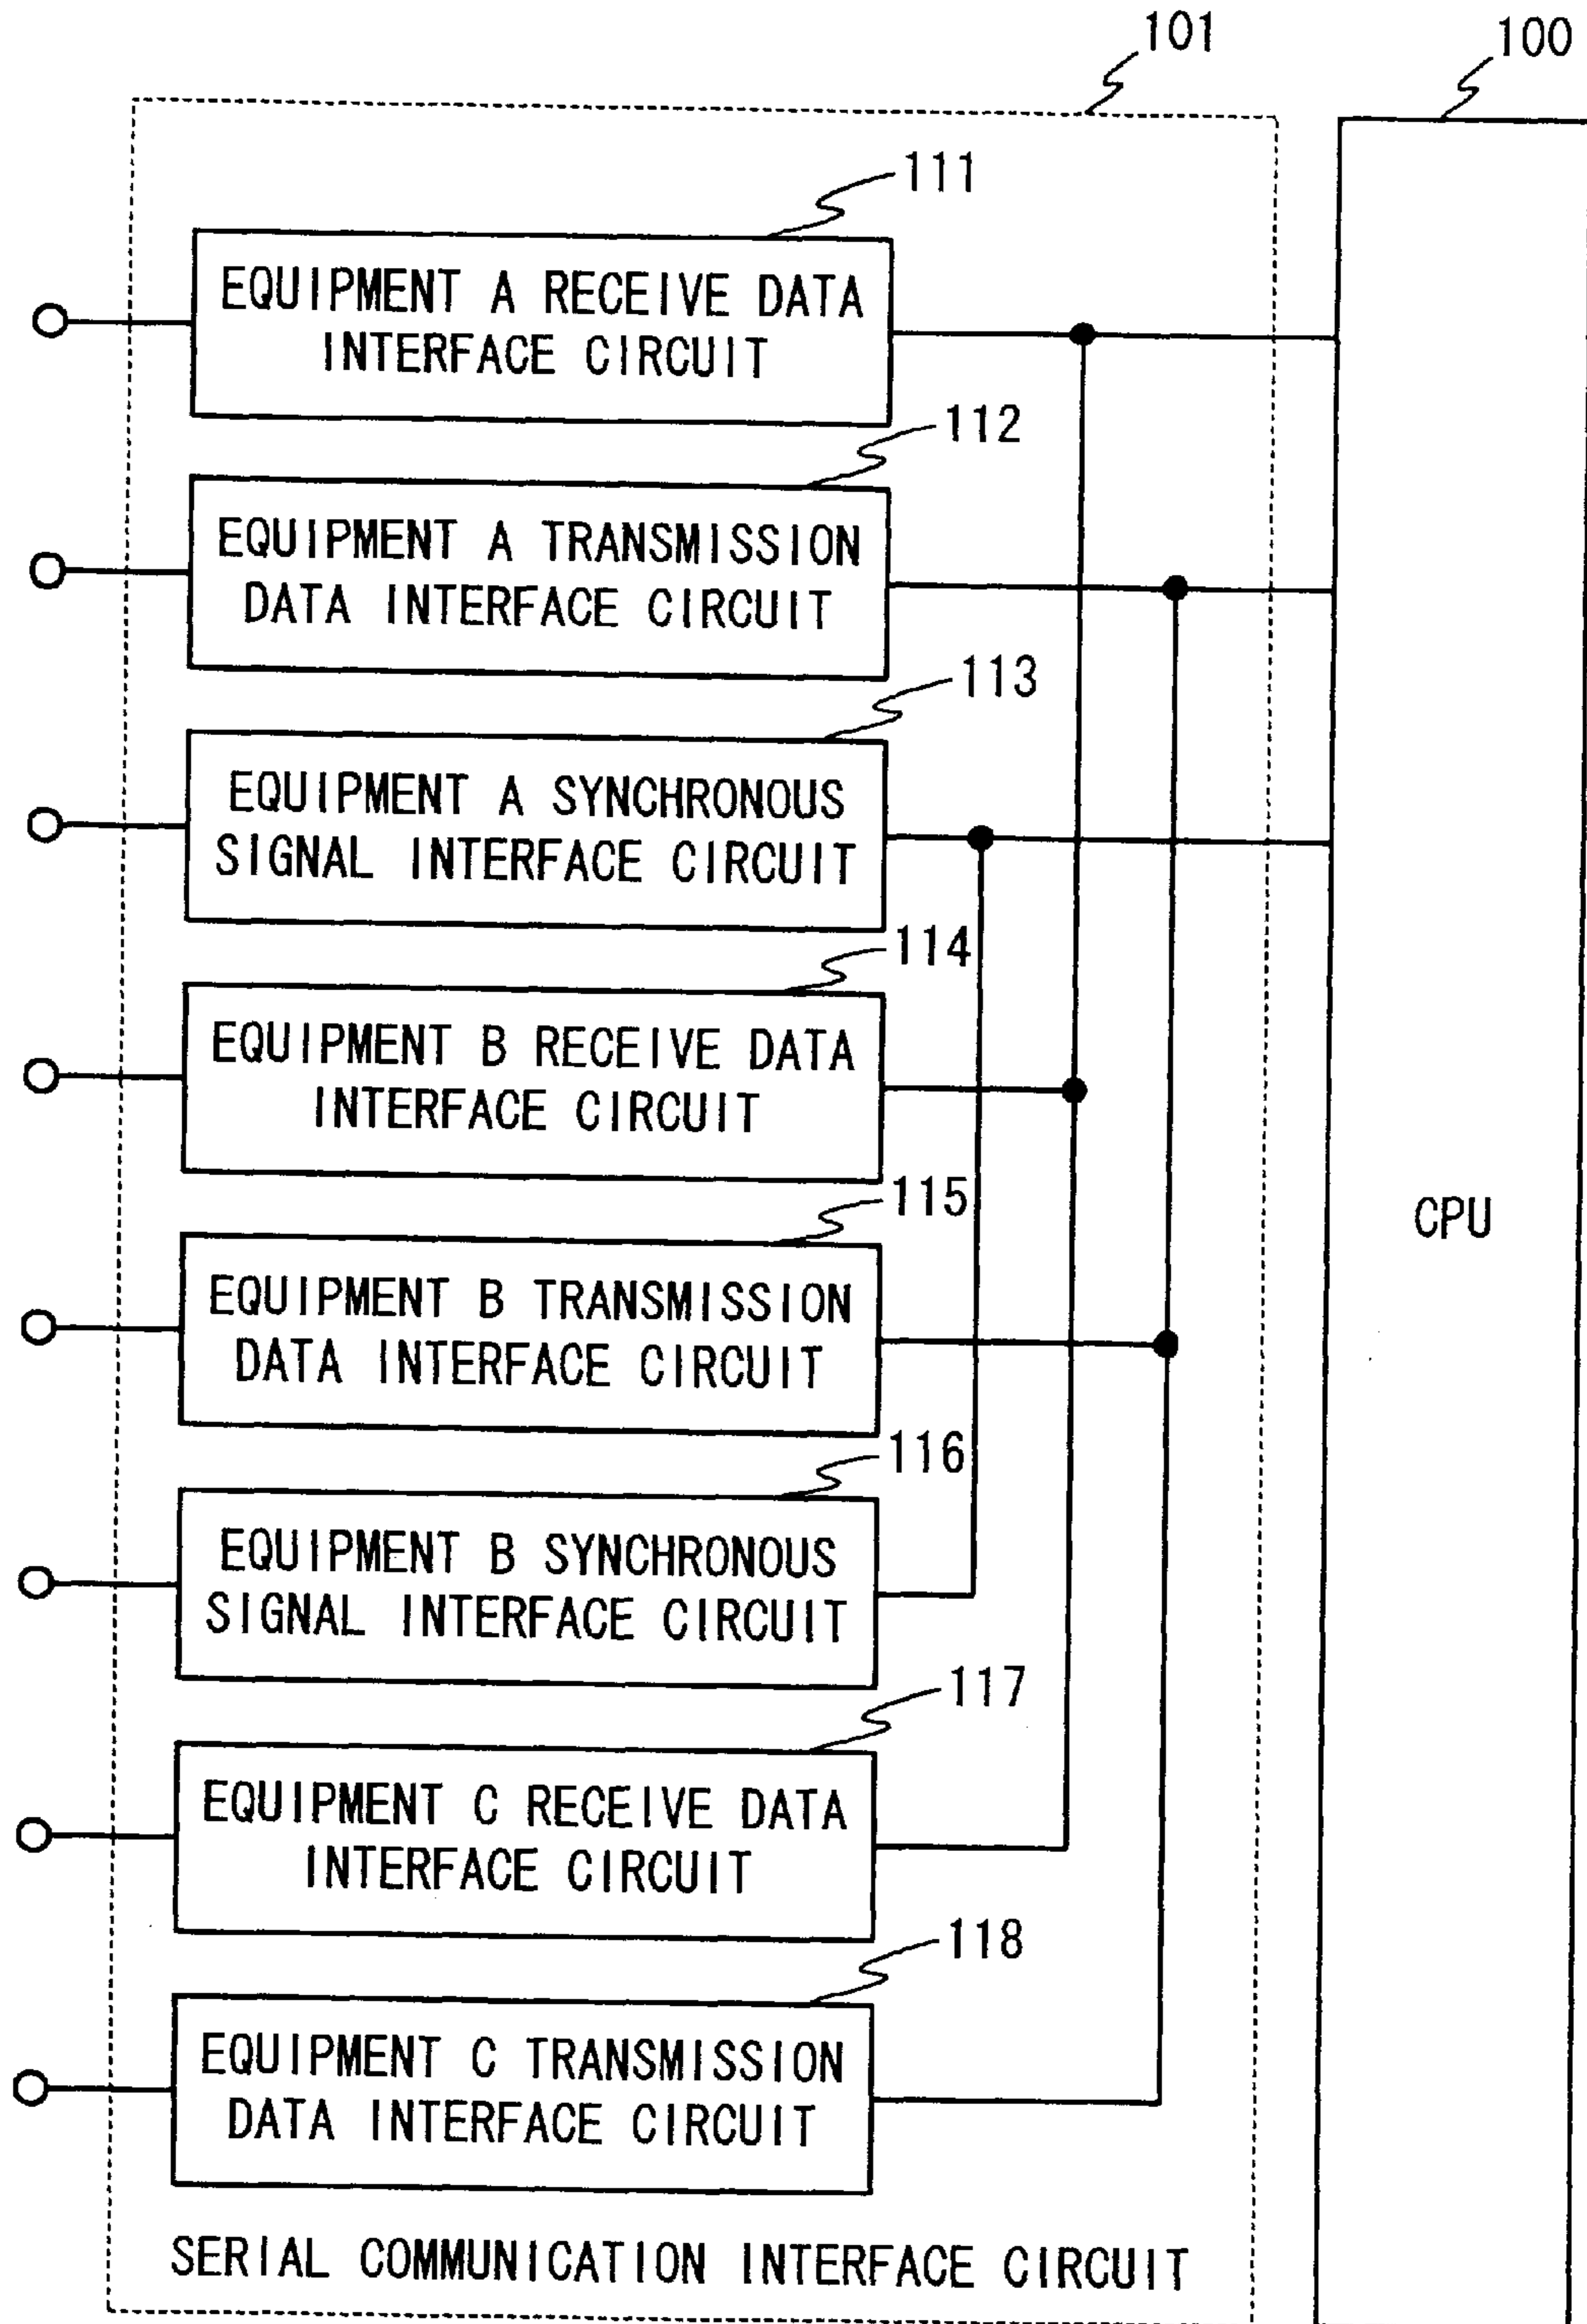 101
100
111
EQUIPMENT A RECEIVE DATA
INTERFACE CIRCUIT
112
EQUIPMENT A TRANSMISSION
DATA INTERFACE CIRCUIT
113
EQUIPMENT A SYNCHRONOUS
SIGNAL INTERFACE CIRCUIT
114
EQUIPMENT B RECEIVE DATA
INTERFACE CIRCUIT
115
EQUIPMENT B TRANSMISSION
DATA INTERFACE CIRCUIT
116
EQUIPMENT B SYNCHRONOUS
SIGNAL INTERFACE CIRCUIT
117
EQUIPMENT C RECEIVE DATA
INTERFACE CIRCUIT
118
EQUIPMENT C TRANSMISSION
DATA INTERFACE CIRCUIT
SERIAL COMMUNICATION INTERFACE CIRCUIT
CPU